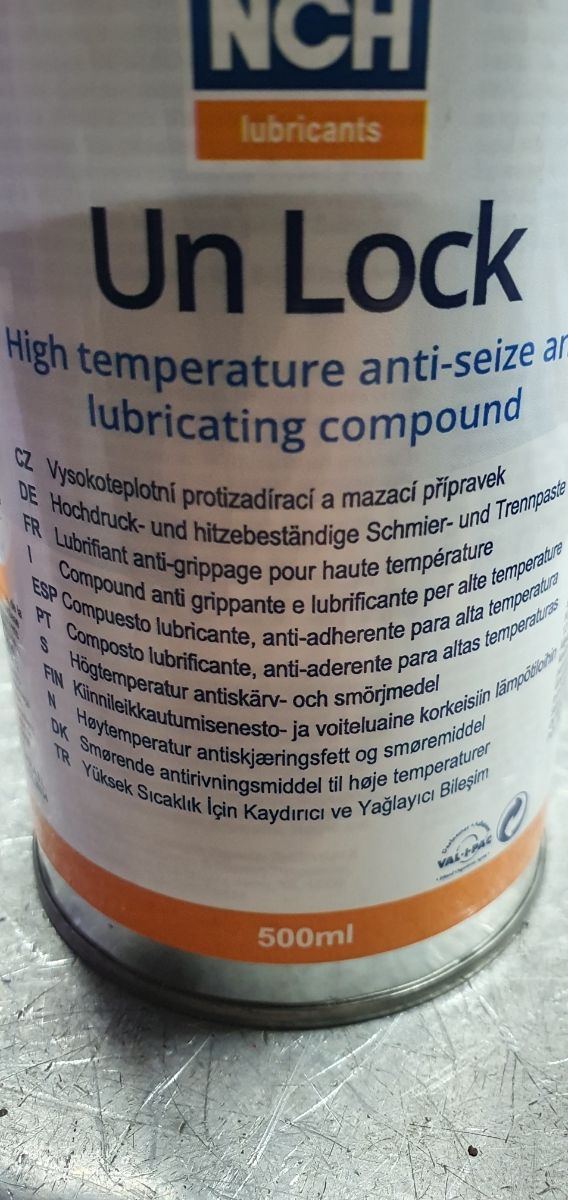 NCH
lubricants
Un Lock
High temperature anti-seize
lubricating compound
CZ Vysokoteplotní protizadírací a mazací přípravek
DE Hochdruck- und hitzebeständige Schmier- und Trennpaste
FR Lubrifiant anti-grippage pour haute température
I Compound anti grippante e lubrificante per alte temperature
ESP Compuesto lubricante, anti-adherente para alta temperatura
PT Composto lubrificante, anti-aderente para altas temperaturas
S Högtemperatur antiskärv- och smörjmedel
FIN Kiinnileikkautumisenesto- ja voiteluaine korkeisiin lämpötiloihin
N Høytemperatur antiskjæringsfett og smøremiddel
DK Smørende antirivningsmiddel til høje temperaturer
TR Yüksek Sıcaklık İçin Kaydırıcı ve Yağlayıcı Bileşim
VAL-I-PAC
500ml